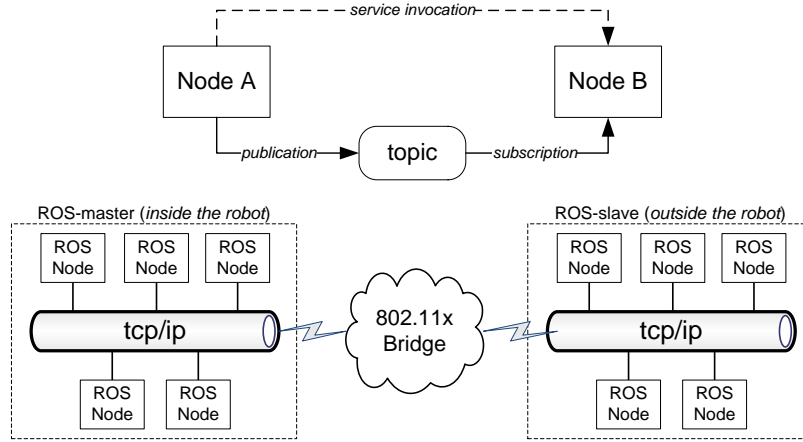 service invocation
Node A
Node B
publication
topic
subscription
ROS-master (inside the robot)
ROS-slave (outside the robot)
ROS
Node
ROS
Node
ROS
Node
ROS
Node
ROS
Node
ROS
Node
tcp/ip
802.11x
Bridge
tcp/ip
ROS
Node
ROS
Node
ROS
Node
ROS
Node